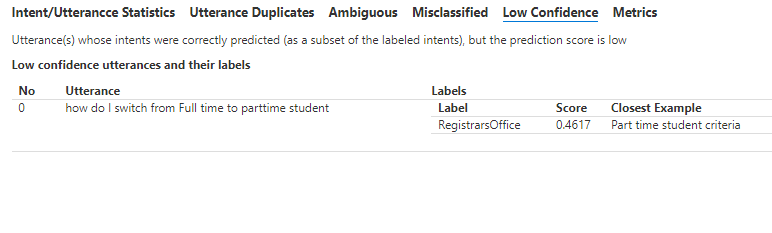 Intent/Utterancce Statistics Utterance Duplicates Ambiguous Misclassified Low Confidence Metrics
Utterance(s) whose intents were correctly predicted (as a subset of the labeled intents), but the prediction score is low
Low confidence utterances and their labels
No Utterance Labels
0 how do I switch from Full time to parttime student Label Score Closest Example
RegistrarsOffice 0.4617 Part time student criteria